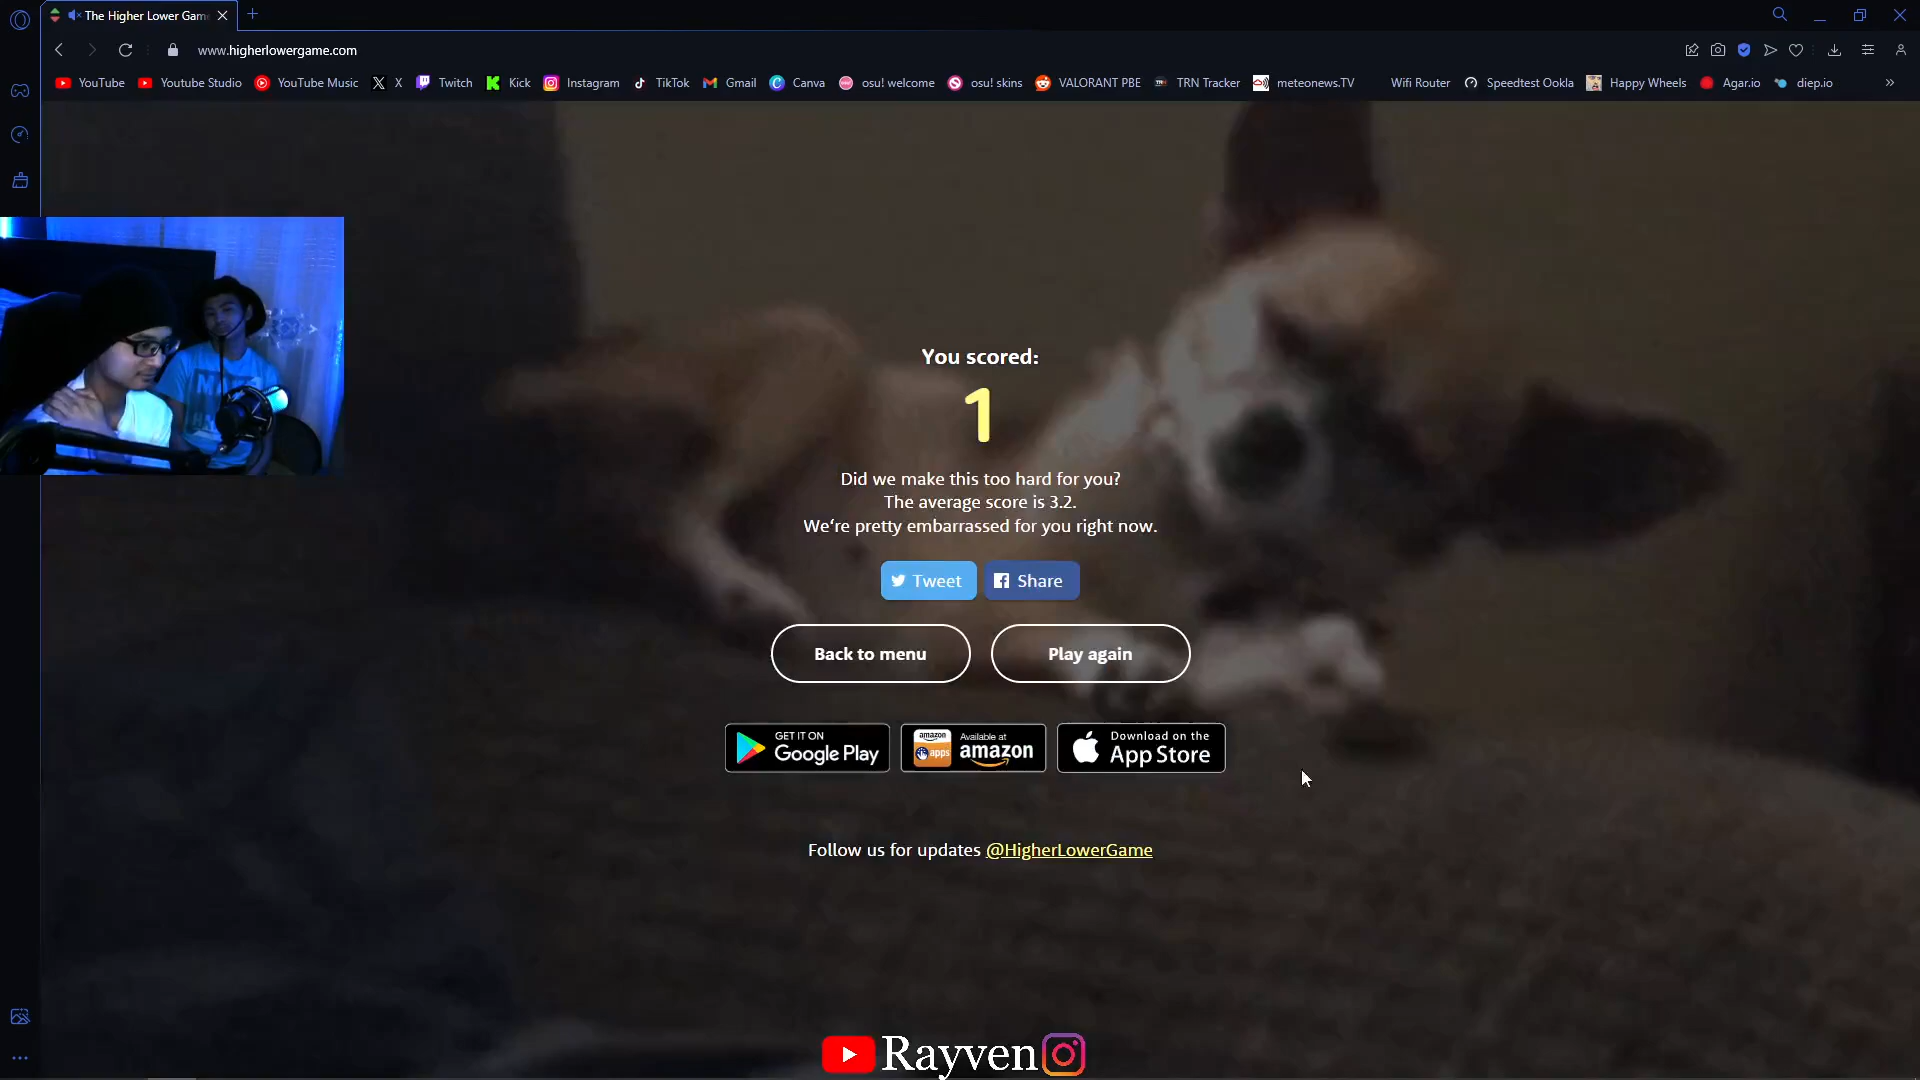 The Higher Lower Gam
www.higherlowergame.com
YouTube Youtube Studio YouTube Music X Twitch Kick Instagram TikTok Gmail Canva osu! welcome osu! skins VALORANT PBE TRN Tracker meteonews.TV Wifi Router Speedtest Ookla Happy Wheels Agar.io diep.io
You scored:
1
Did we make this too hard for you?
The average score is 3.2.
We're pretty embarrassed for you right now.
Tweet Share
Back to menu Play again
GET IT ON
Google Play
amazon
apps
Available at
amazon
Download on the
App Store
Follow us for updates @HigherLowerGame
Rayven